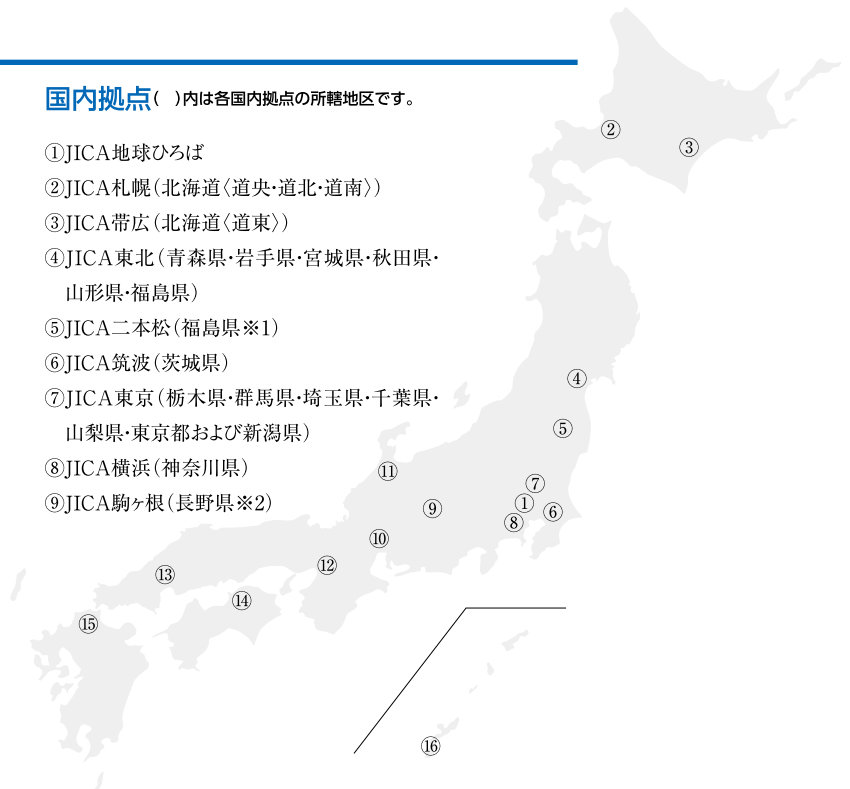 国内拠点(　)内は各国内拠点の所轄地区です。
①JICA地球ひろば
②JICA札幌(北海道〈道央・道北・道南〉)
③JICA帯広(北海道〈道東〉)
④JICA東北(青森県・岩手県・宮城県・秋田県・
山形県・福島県)
⑤JICA二本松(福島県※1)
⑥JICA筑波(茨城県)
⑦JICA東京(栃木県・群馬県・埼玉県・千葉県・
山梨県・東京都および新潟県)
⑧JICA横浜(神奈川県)
⑨JICA駒ヶ根(長野県※2)
②
③
④
⑤
⑪
⑦
①
⑨
⑥
⑧
⑩
⑫
⑬
⑭
⑮
⑯